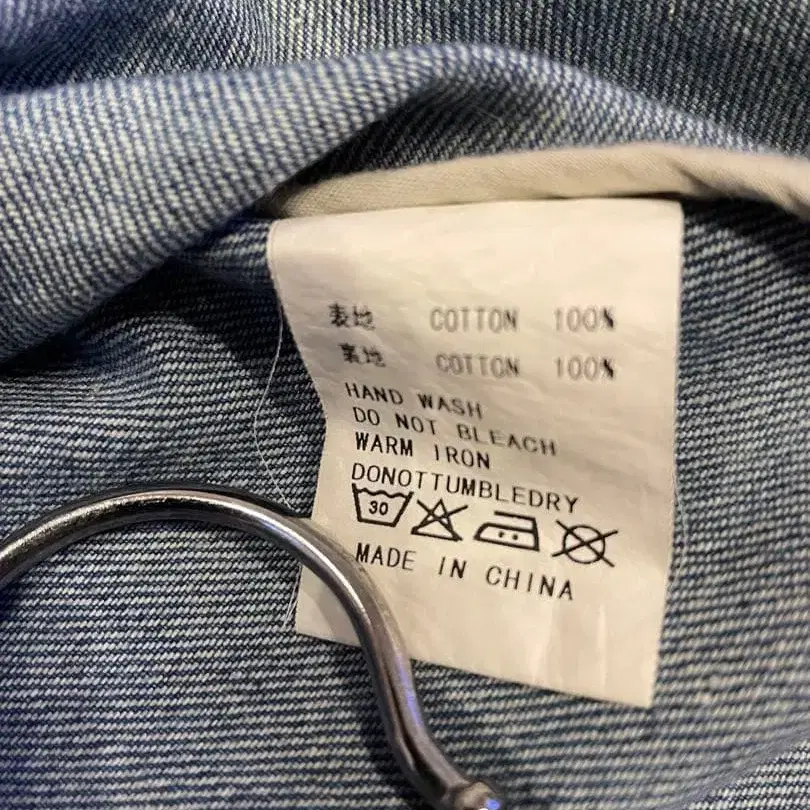 表地 COTTON 100%
裏地 COTTON 100%
HAND WASH
DO NOT BLEACH
WARM IRON
DONOTTUMBLEDRY
30
MADE IN CHINA